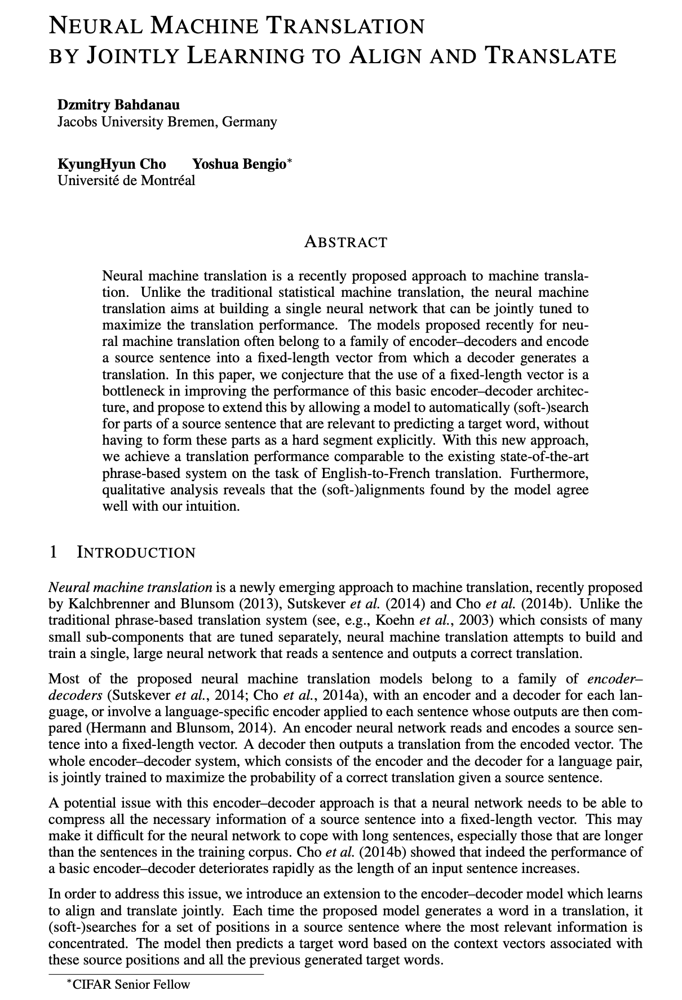 NEURAL MACHINE TRANSLATION
BY JOINTLY LEARNING TO ALIGN AND TRANSLATE
Dzmitry Bahdanau
Jacobs University Bremen, Germany
KyungHyun Cho Yoshua Bengio*
Université de Montréal
ABSTRACT
Neural machine translation is a recently proposed approach to machine transla-
tion. Unlike the traditional statistical machine translation, the neural machine
translation aims at building a single neural network that can be jointly tuned to
maximize the translation performance. The models proposed recently for neu-
ral machine translation often belong to a family of encoder–decoders and encode
a source sentence into a fixed-length vector from which a decoder generates a
translation. In this paper, we conjecture that the use of a fixed-length vector is a
bottleneck in improving the performance of this basic encoder–decoder architec-
ture, and propose to extend this by allowing a model to automatically (soft-)search
for parts of a source sentence that are relevant to predicting a target word, without
having to form these parts as a hard segment explicitly. With this new approach,
we achieve a translation performance comparable to the existing state-of-the-art
phrase-based system on the task of English-to-French translation. Furthermore,
qualitative analysis reveals that the (soft-)alignments found by the model agree
well with our intuition.
1 INTRODUCTION
Neural machine translation is a newly emerging approach to machine translation, recently proposed
by Kalchbrenner and Blunsom (2013), Sutskever et al. (2014) and Cho et al. (2014b). Unlike the
traditional phrase-based translation system (see, e.g., Koehn et al., 2003) which consists of many
small sub-components that are tuned separately, neural machine translation attempts to build and
train a single, large neural network that reads a sentence and outputs a correct translation.
Most of the proposed neural machine translation models belong to a family of encoder–
decoders (Sutskever et al., 2014; Cho et al., 2014a), with an encoder and a decoder for each lan-
guage, or involve a language-specific encoder applied to each sentence whose outputs are then com-
pared (Hermann and Blunsom, 2014). An encoder neural network reads and encodes a source sen-
tence into a fixed-length vector. A decoder then outputs a translation from the encoded vector. The
whole encoder–decoder system, which consists of the encoder and the decoder for a language pair,
is jointly trained to maximize the probability of a correct translation given a source sentence.
A potential issue with this encoder–decoder approach is that a neural network needs to be able to
compress all the necessary information of a source sentence into a fixed-length vector. This may
make it difficult for the neural network to cope with long sentences, especially those that are longer
than the sentences in the training corpus. Cho et al. (2014b) showed that indeed the performance of
a basic encoder–decoder deteriorates rapidly as the length of an input sentence increases.
In order to address this issue, we introduce an extension to the encoder–decoder model which learns
to align and translate jointly. Each time the proposed model generates a word in a translation, it
(soft-)searches for a set of positions in a source sentence where the most relevant information is
concentrated. The model then predicts a target word based on the context vectors associated with
these source positions and all the previous generated target words.
*CIFAR Senior Fellow